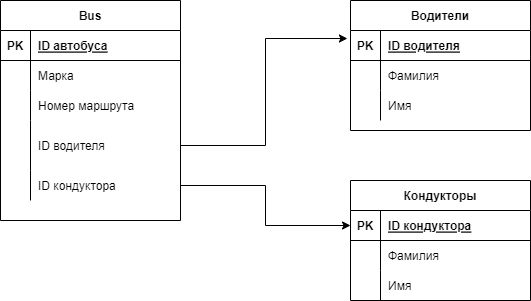 Bus
PK ID автобуса
Марка
Номер маршрута
ID водителя
ID кондуктора
Водители
PK ID водителя
Фамилия
Имя
Кондукторы
PK ID кондуктора
Фамилия
Имя